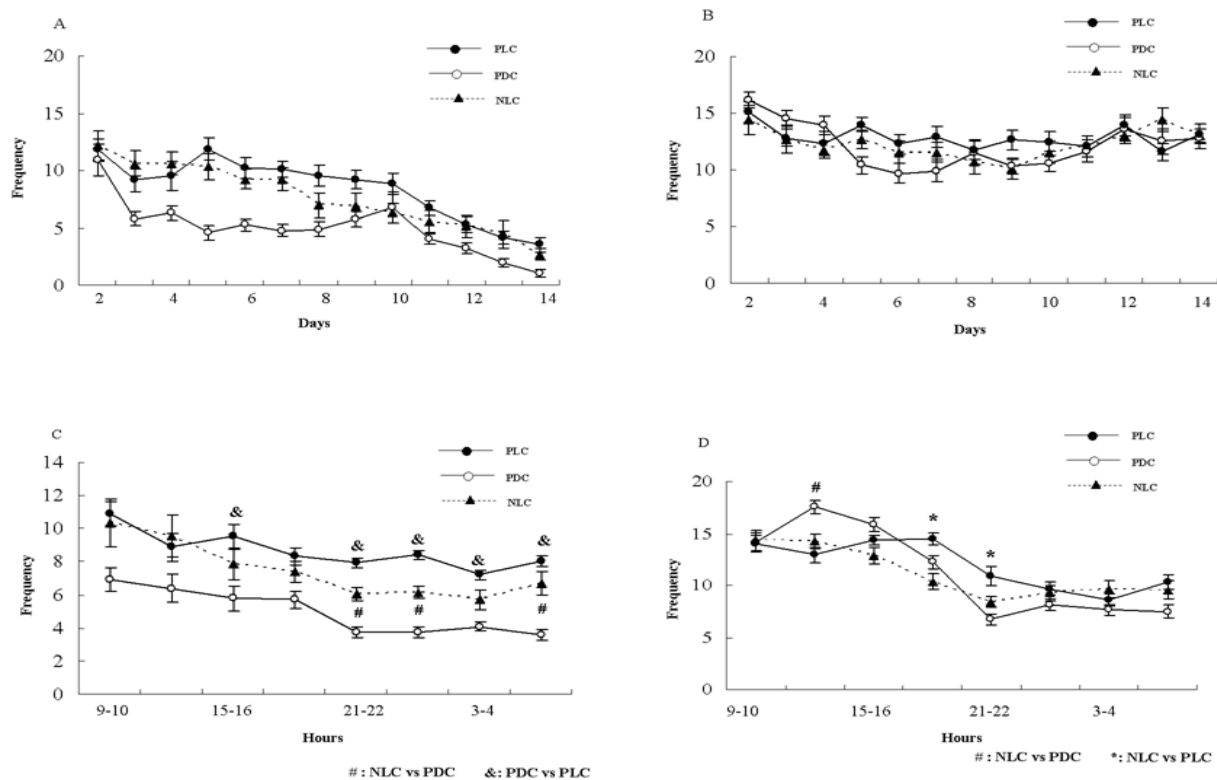 A
PLC
PDC
NLC
20
15
10
5
0
Frequency
2 4 6 8 10 12 14
Days
B
PLC
PDC
NLC
20
15
10
5
0
Frequency
2 4 6 8 10 12 14
Days
C
PLC
PDC
NLC
14
12
10
8
6
4
2
0
Frequency
& & & & &
# # #
9-10 15-16 21-22 3-4
Hours
# : NLC vs PDC &: PDC vs PLC
D
PLC
PDC
NLC
20
15
10
5
0
Frequency
# * *
9-10 15-16 21-22 3-4
Hours
# : NLC vs PDC *: NLC vs PLC